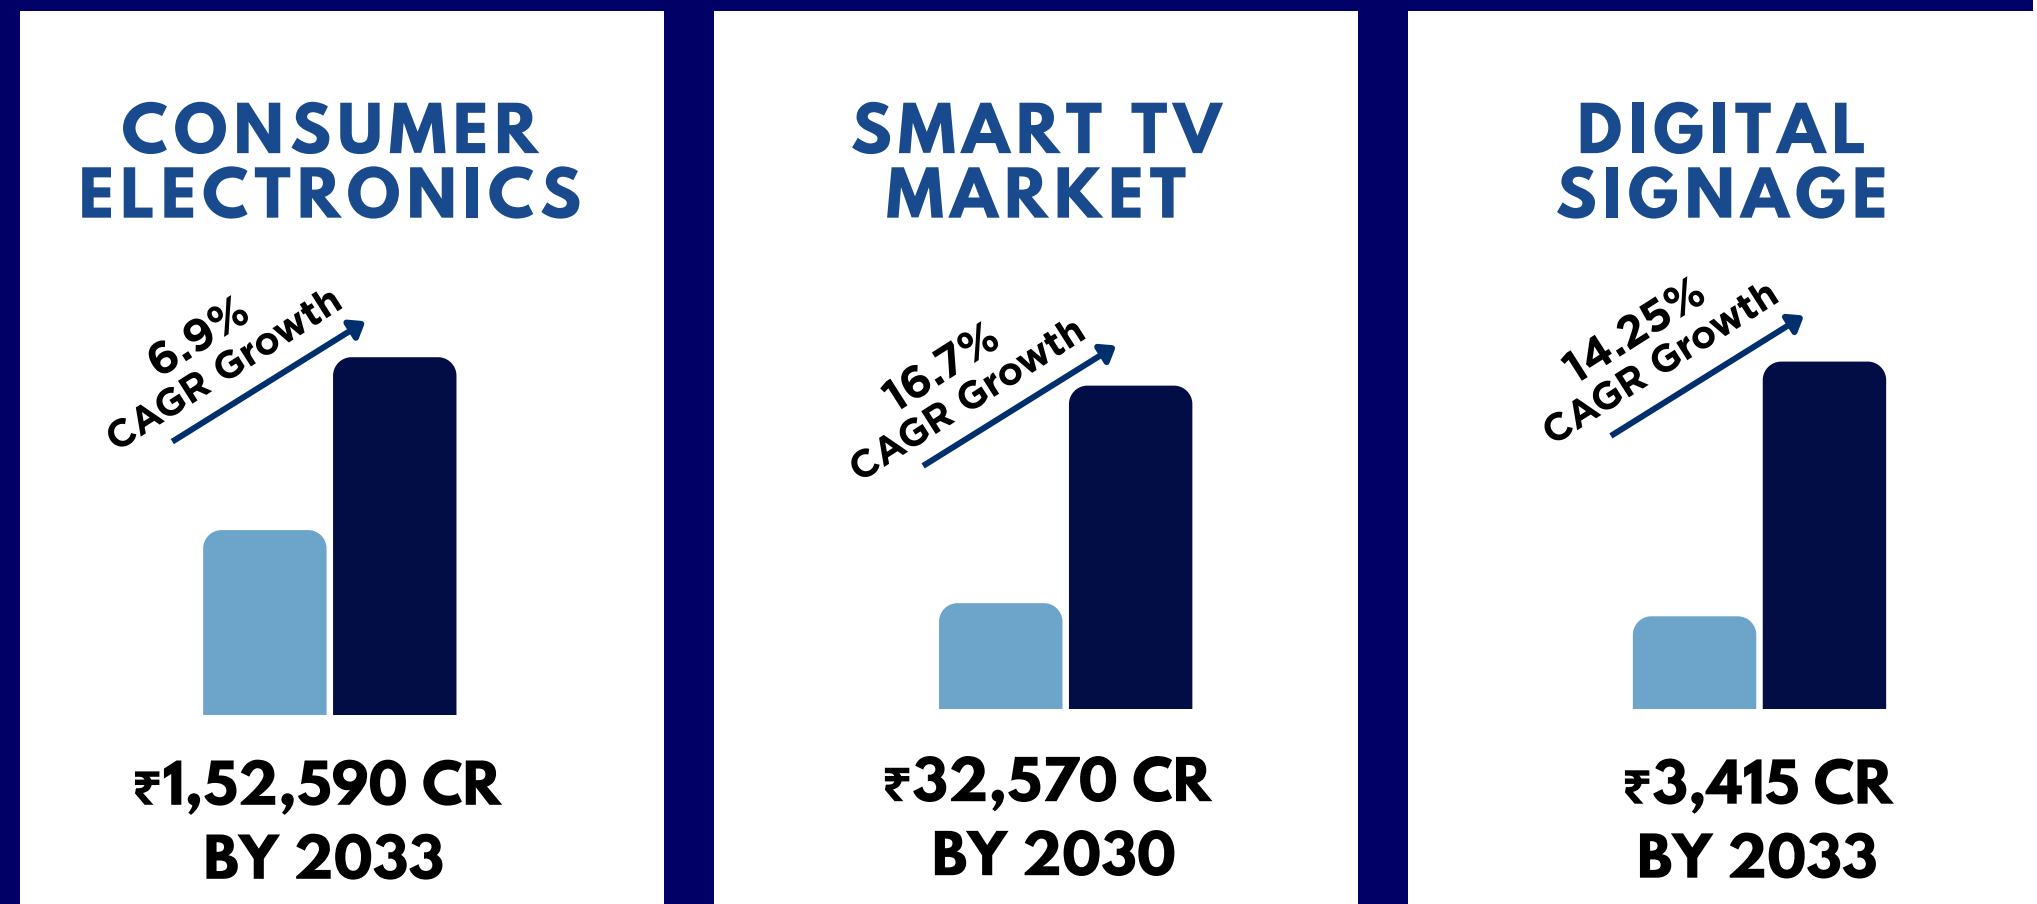 CONSUMER
ELECTRONICS
6.9%
CAGR Growth
₹1,52,590 CR
BY 2033
SMART TV
MARKET
16.7%
CAGR Growth
₹32,570 CR
BY 2030
DIGITAL
SIGNAGE
14.25%
CAGR Growth
₹3,415 CR
BY 2033